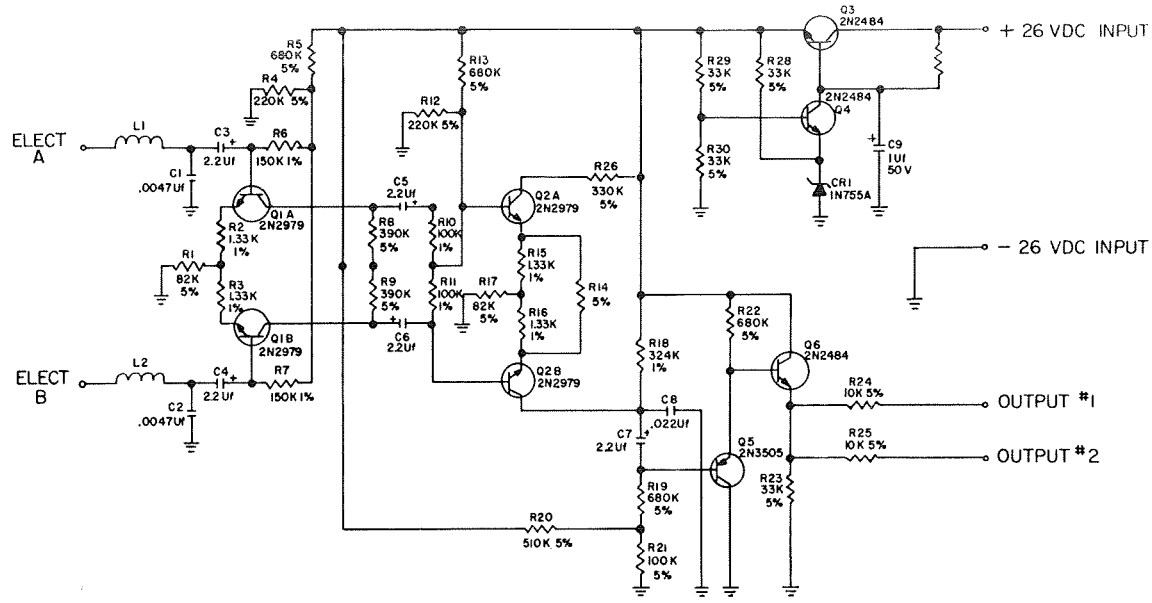 Q3
2N2484
+ 26 VDC INPUT
R5
680K
5%
R4
220K 5%
R13
680K
5%
R12
220K 5%
R29
33K
5%
R28
33K
5%
2N2484
Q4
R30
33K
5%
C9
1Uf
50V
CR1
1N755A
ELECT
A
L1
C3
+
2.2Uf
R6
150K 1%
C1
.0047Uf
Q1A
2N2979
C5
2.2Uf
+
R26
330K
5%
Q2A
2N2979
R2
1.33K
1%
R8
390K
5%
R10
100K
1%
R1
82K
5%
R3
1.33K
1%
R9
390K
5%
R11
100K
1%
R15
1.33K
1%
R17
82K
5%
R14
5%
R16
1.33K
1%
- 26 VDC INPUT
Q1B
2N2979
+
C6
2.2Uf
R22
680K
5%
Q6
2N2484
R18
324K
1%
Q2B
2N2979
ELECT
B
L2
C4
+
2.2Uf
R7
150K 1%
C2
.0047Uf
C8
.022Uf
C7
+
2.2Uf
R24
10K 5%
OUTPUT #1
R25
10K 5%
OUTPUT #2
Q5
2N3505
R23
33K
5%
R19
680K
5%
R20
510K 5%
R21
100K
5%